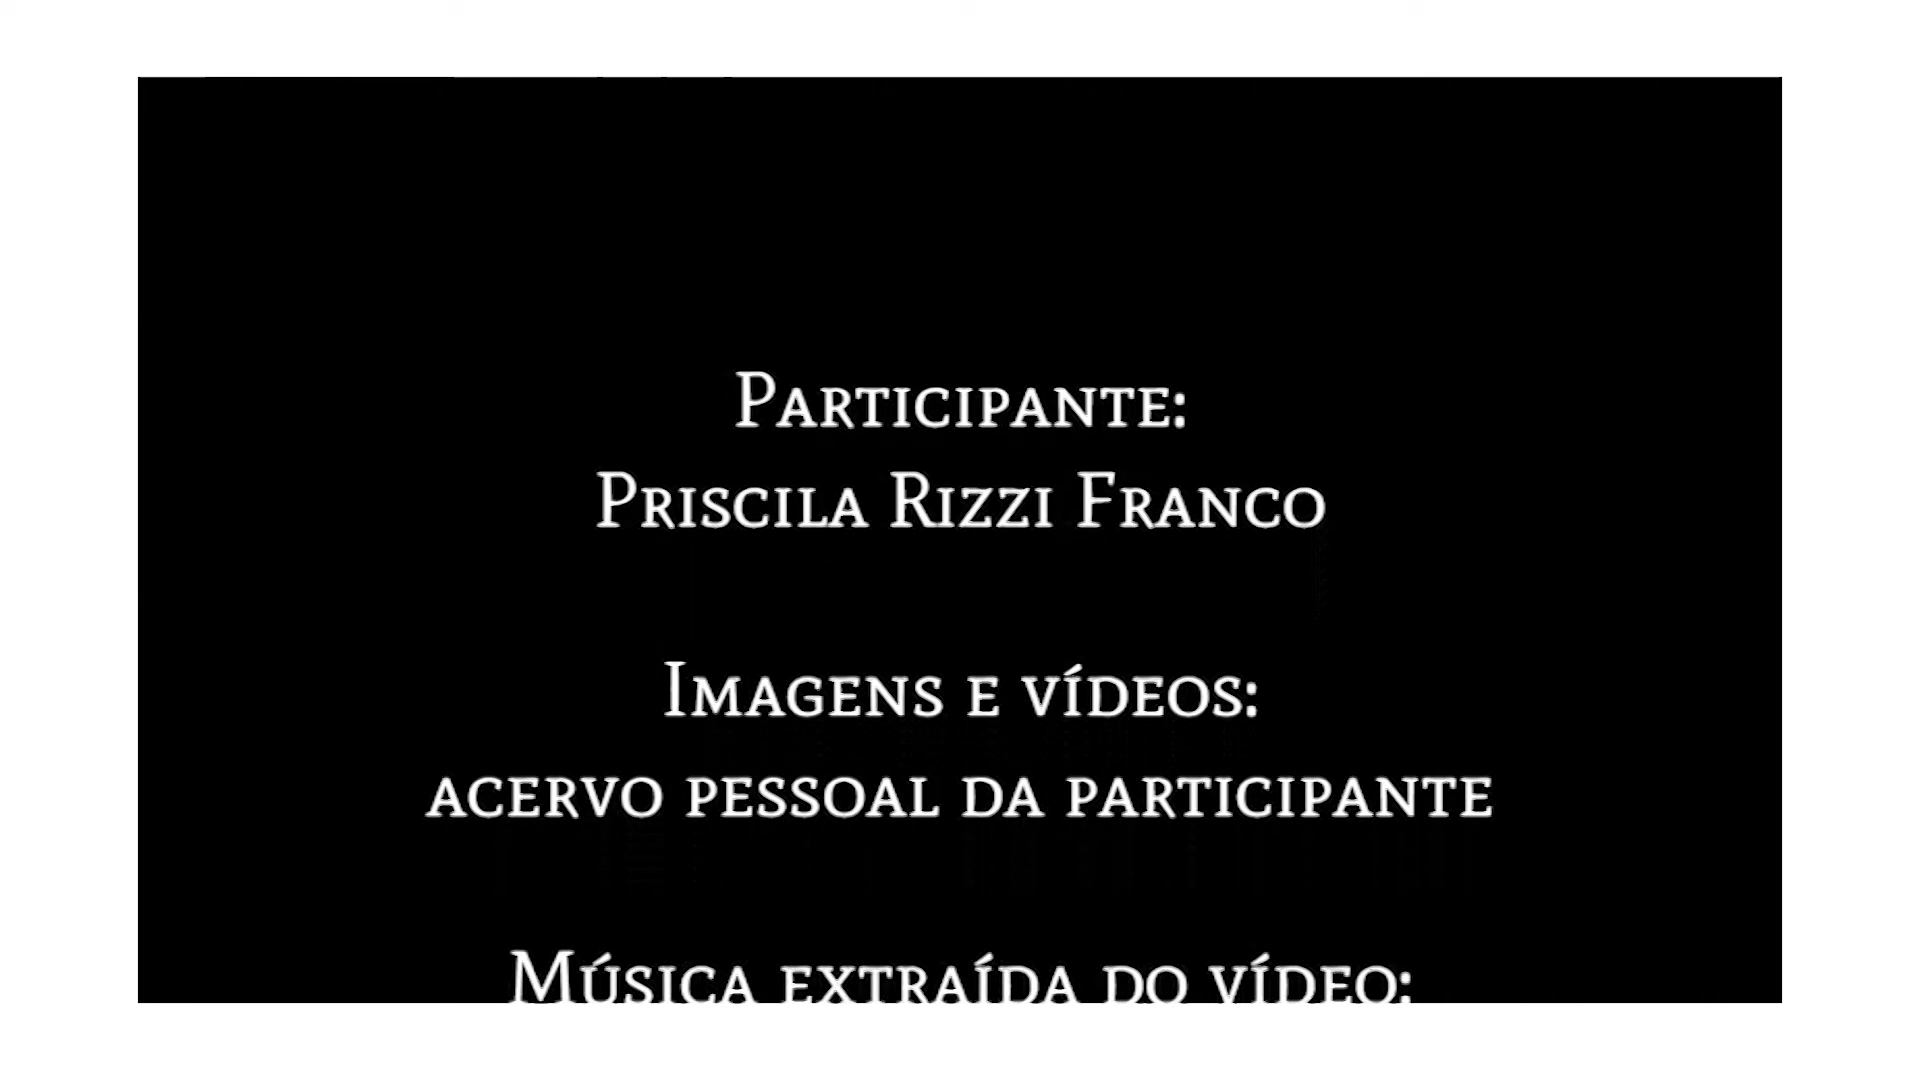 Participante:
Priscila Rizzi Franco
Imagens e vídeos:
acervo pessoal da participante
Música extraída do vídeo: